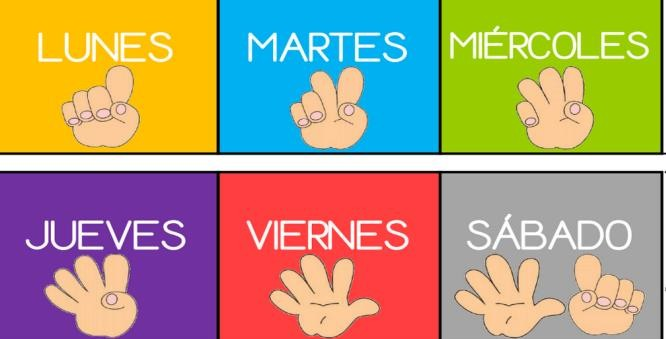 LUNES
MARTES
MIÉRCOLES
JUEVES
VIERNES
SÁBADO